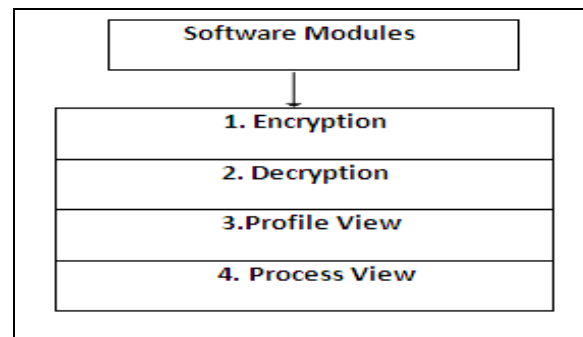 Software Modules
1. Encryption
2. Decryption
3.Profile View
4. Process View